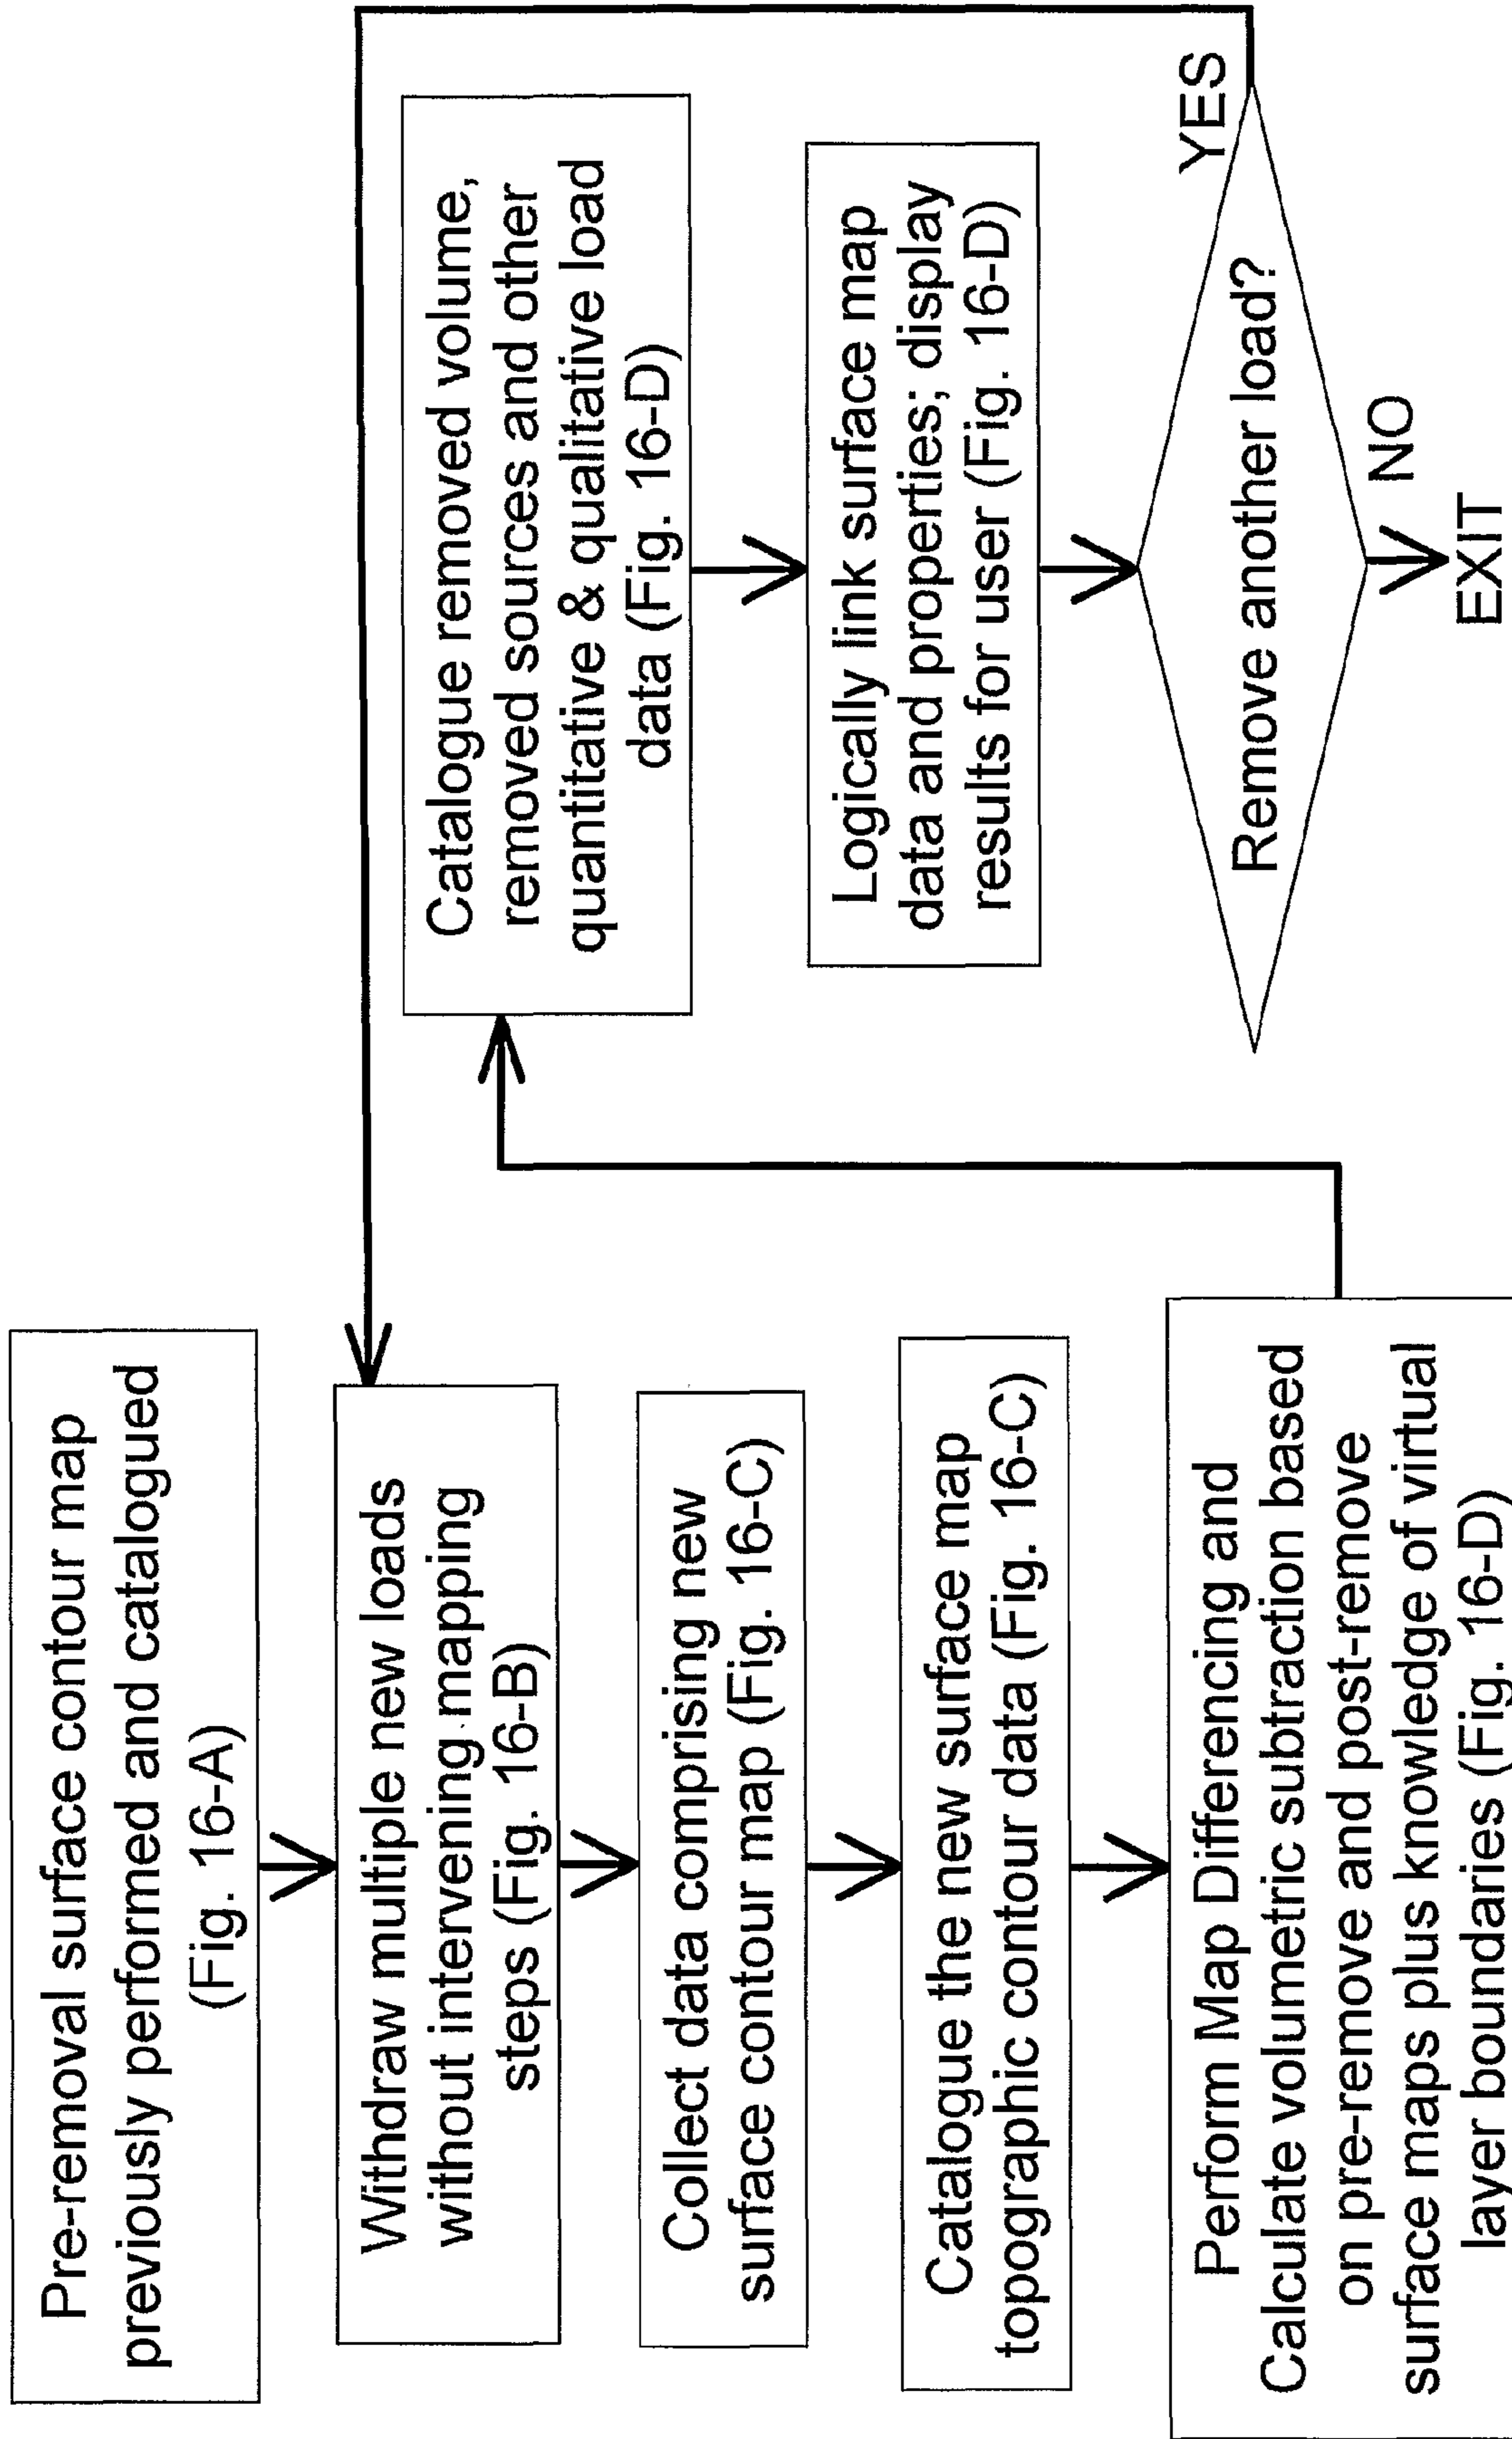 Pre-removal surface contour map
previously performed and catalogued
(Fig. 16-A)
Withdraw multiple new loads
without intervening mapping
steps (Fig. 16-B)
Collect data comprising new
surface contour map (Fig. 16-C)
Catalogue the new surface map
topographic contour data (Fig. 16-C)
Perform Map Differencing and
Calculate volumetric subtraction based
on pre-remove and post-remove
surface maps plus knowledge of virtual
layer boundaries (Fig. 16-D)
Catalogue removed volume,
removed sources and other
quantitative & qualitative load
data (Fig. 16-D)
Logically link surface map
data and properties; display
results for user (Fig. 16-D)
Remove another load?
YES
NO
EXIT